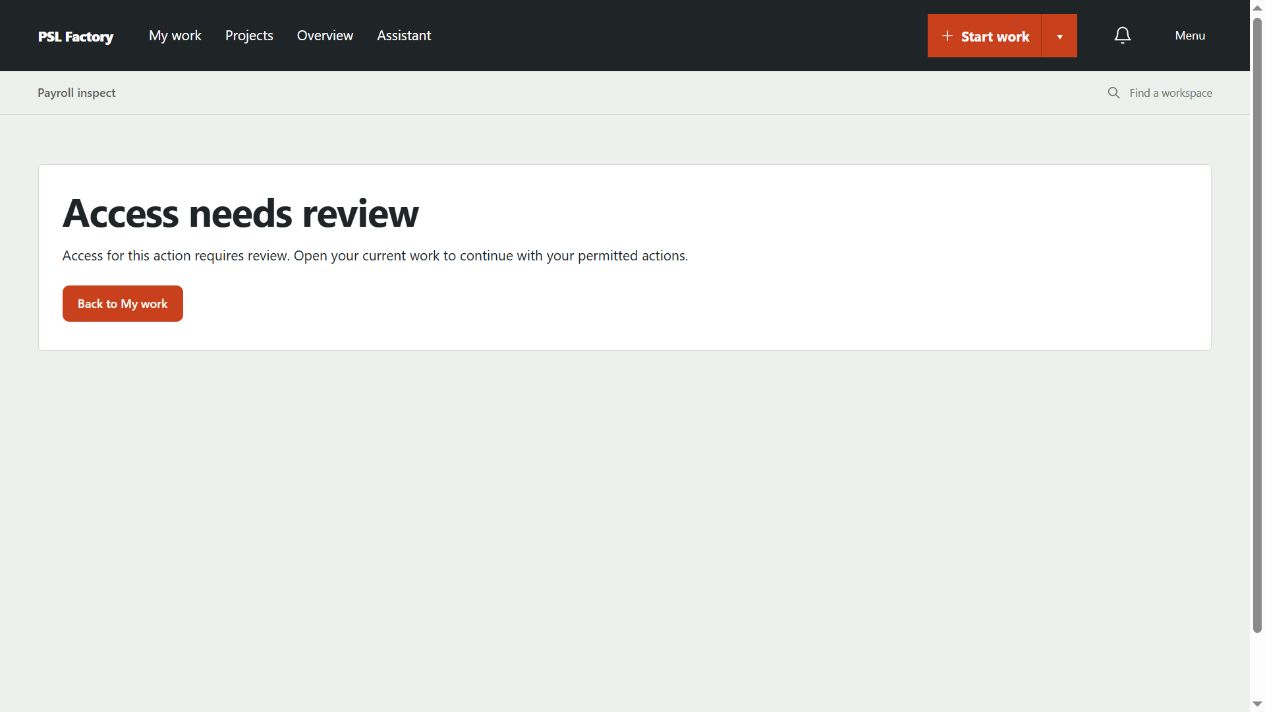 PSL Factory
My work
Projects
Overview
Assistant
+ Start work
Menu
Payroll inspect
Find a workspace
Access needs review
Access for this action requires review. Open your current work to continue with your permitted actions.
Back to My work